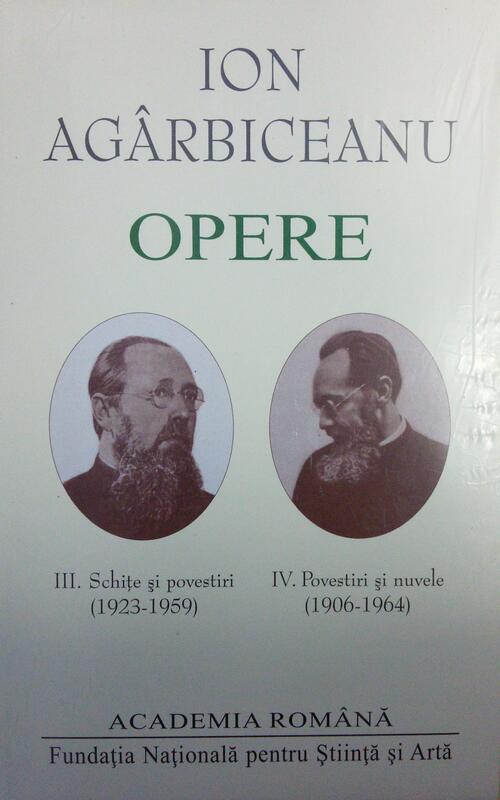 ION
AGÂRBICEANU
OPERE
III. Schiţe şi povestiri
(1923-1959)
IV. Povestiri şi nuvele
(1906-1964)
ACADEMIA ROMÂNĂ
Fundaţia Naţională pentru Ştiinţă şi Artă